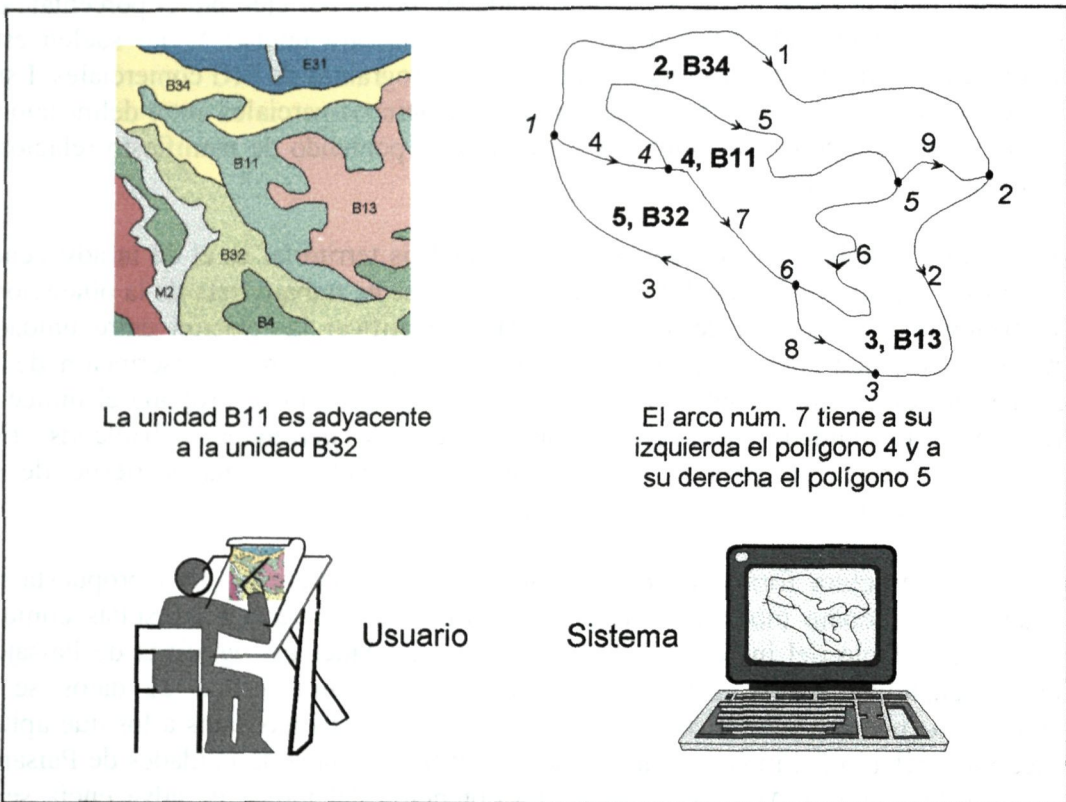 E31
B34
B11
B13
B32
M2
B4
2, B34
1
1
4
4
5
4, B11
9
5
2
5, B32
7
6
6
2
3
8
3, B13
3
La unidad B11 es adyacente
a la unidad B32
El arco núm. 7 tiene a su
izquierda el polígono 4 y a
su derecha el polígono 5
Usuario
Sistema